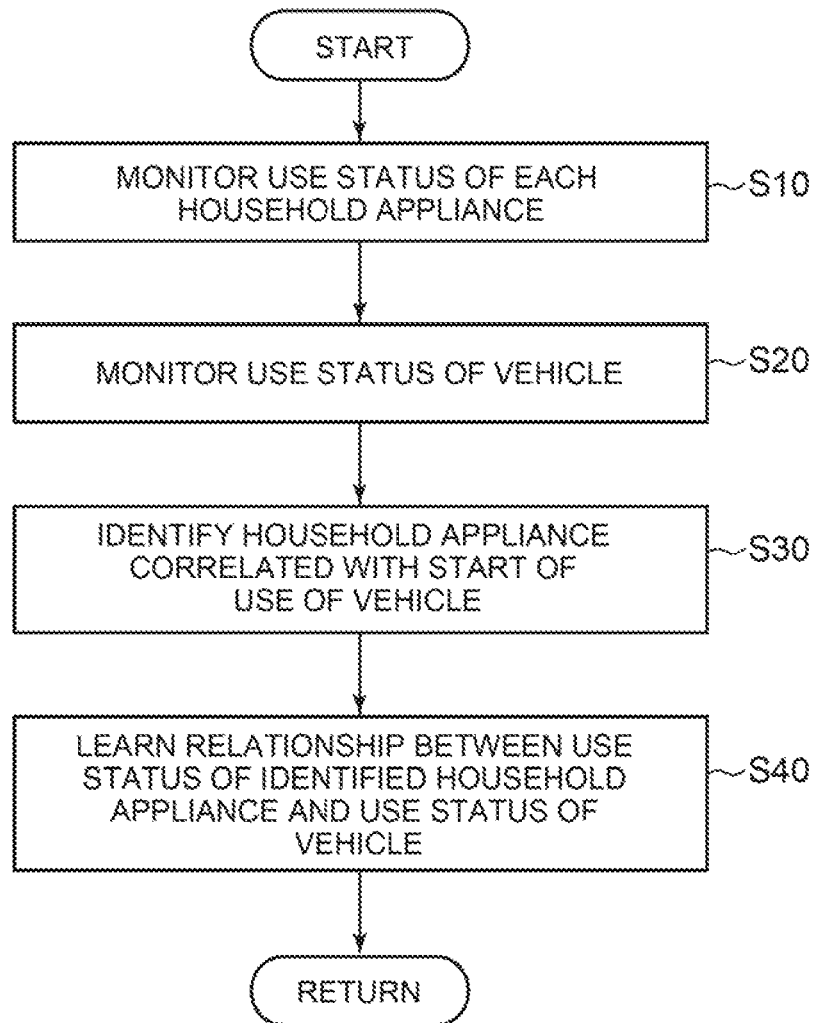 START
MONITOR USE STATUS OF EACH
HOUSEHOLD APPLIANCE
S10
MONITOR USE STATUS OF VEHICLE
S20
IDENTIFY HOUSEHOLD APPLIANCE
CORRELATED WITH START OF
USE OF VEHICLE
S30
LEARN RELATIONSHIP BETWEEN USE
STATUS OF IDENTIFIED HOUSEHOLD
APPLIANCE AND USE STATUS OF
VEHICLE
S40
RETURN